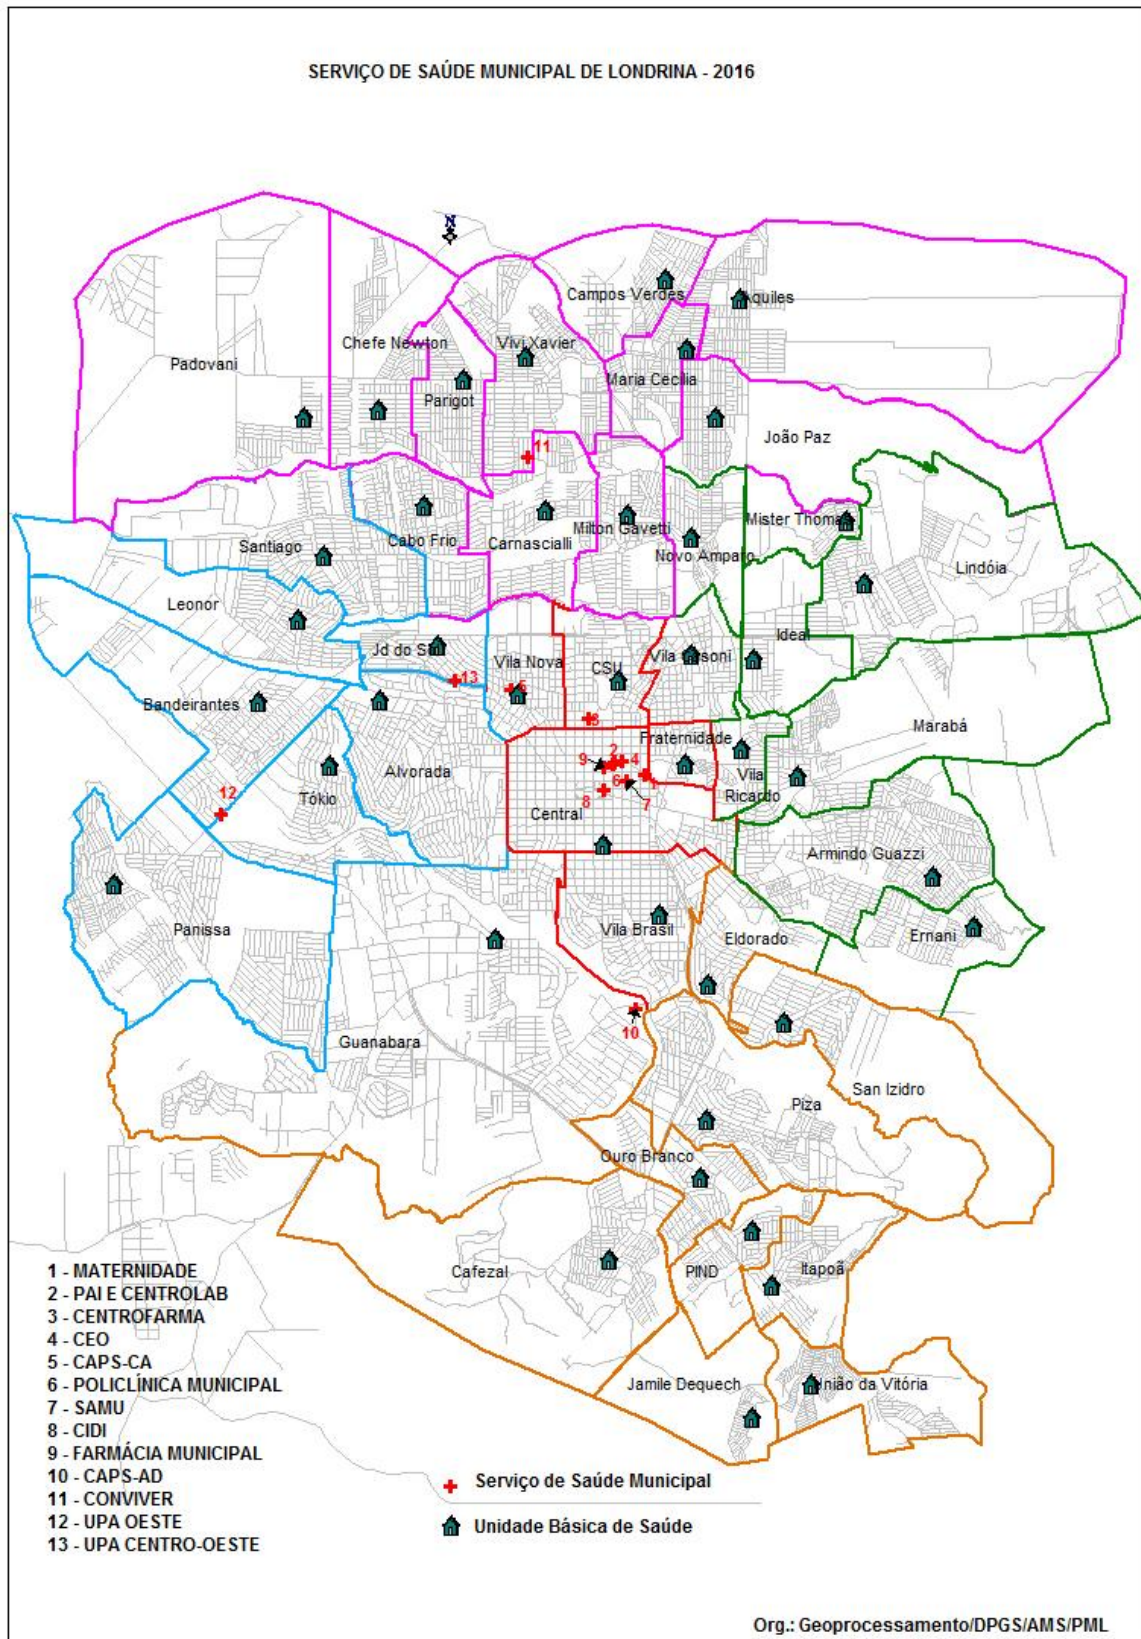 SERVIÇO DE SAÚDE MUNICIPAL DE LONDRINA - 2016
N
Campos Verdes
Aquiles
Chefe Newton
Vivi Xavier
Padovani
Maria Cecília
Parigot
João Paz
11
Mister Thomas
Milton Gavetti
Cabo Frio
Carnascialli
Santiago
Novo Amparo
Lindóia
Leonor
Ideal
Jd do Sol
Vila Nova
CSU
Vila Casoni
13
5
Bandeirantes
3
Marabá
Fraternidade
9
2
4
Alvorada
Vila
Ricardo
6
1
Tókio
12
8
7
Central
Armindo Guazzi
Panissa
Vila Brasil
Eldorado
Ernani
10
Guanabara
San Izidro
Piza
Ouro Branco
Cafezal
PIND
Itapoã
Jamile Dequech
União da Vitória
1 - MATERNIDADE
2 - PAI E CENTROLAB
3 - CENTROFARMA
4 - CEO
5 - CAPS-CA
6 - POLICLÍNICA MUNICIPAL
7 - SAMU
8 - CIDI
9 - FARMÁCIA MUNICIPAL
10 - CAPS-AD
11 - CONVIVER
12 - UPA OESTE
13 - UPA CENTRO-OESTE
Serviço de Saúde Municipal
Unidade Básica de Saúde
Org.: Geoprocessamento/DPGS/AMS/PML